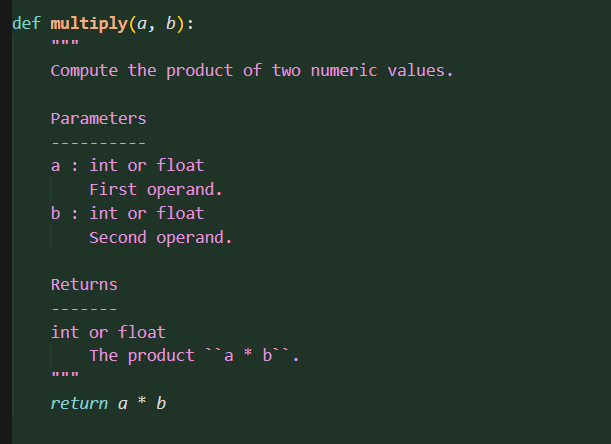 def multiply(a, b):
    """
    Compute the product of two numeric values.

    Parameters
    ----------
    a : int or float
        First operand.
    b : int or float
        Second operand.

    Returns
    -------
    int or float
        The product ``a * b``.
    """
    return a * b